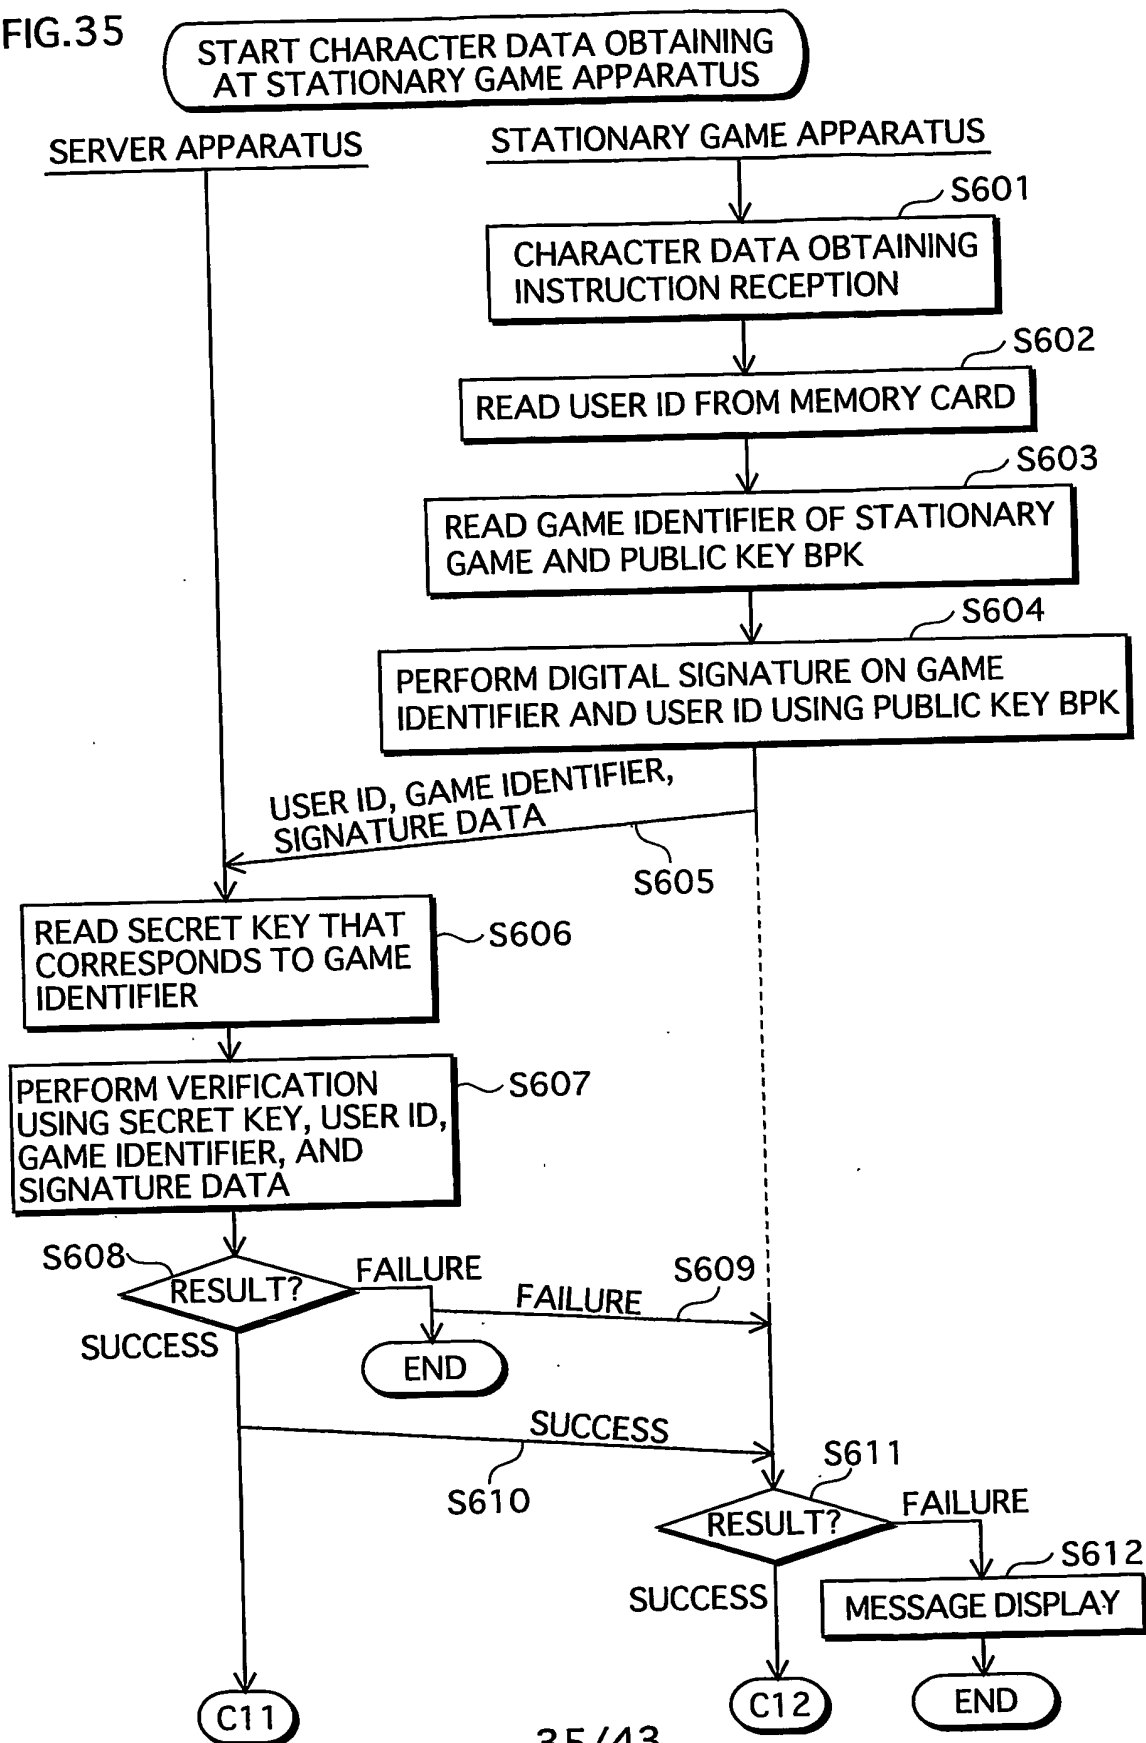 FIG.35
START CHARACTER DATA OBTAINING
AT STATIONARY GAME APPARATUS
SERVER APPARATUS
STATIONARY GAME APPARATUS
S601
CHARACTER DATA OBTAINING
INSTRUCTION RECEPTION
S602
READ USER ID FROM MEMORY CARD
S603
READ GAME IDENTIFIER OF STATIONARY
GAME AND PUBLIC KEY BPK
S604
PERFORM DIGITAL SIGNATURE ON GAME
IDENTIFIER AND USER ID USING PUBLIC KEY BPK
USER ID, GAME IDENTIFIER,
SIGNATURE DATA
S605
READ SECRET KEY THAT
CORRESPONDS TO GAME
IDENTIFIER
S606
PERFORM VERIFICATION
USING SECRET KEY, USER ID,
GAME IDENTIFIER, AND
SIGNATURE DATA
S607
S608
RESULT?
FAILURE
S609
FAILURE
SUCCESS
END
SUCCESS
S610
S611
RESULT?
FAILURE
S612
SUCCESS
MESSAGE DISPLAY
C11
C12
END
35/43